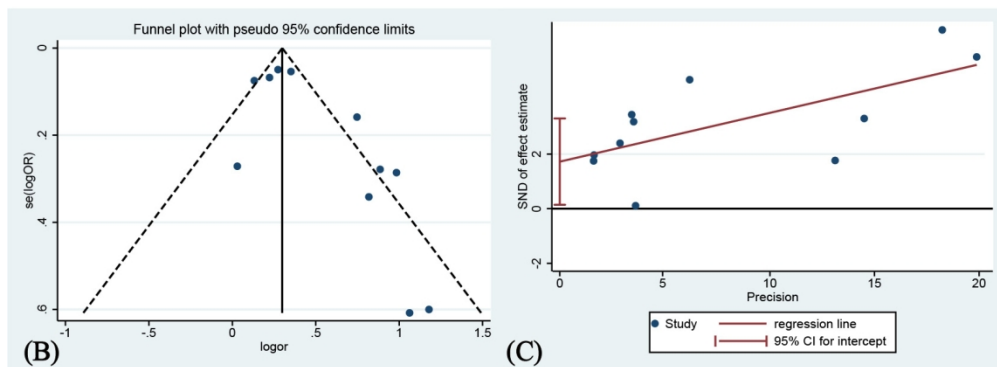 Funnel plot with pseudo 95% confidence limits
se(logOR)
0
.2
.4
.6
-1
-.5
0
.5
1
1.5
logor
(B)
SND of effect estimate
2
0
-2
0
5
10
15
20
Precision
Study
regression line
95% CI for intercept
(C)